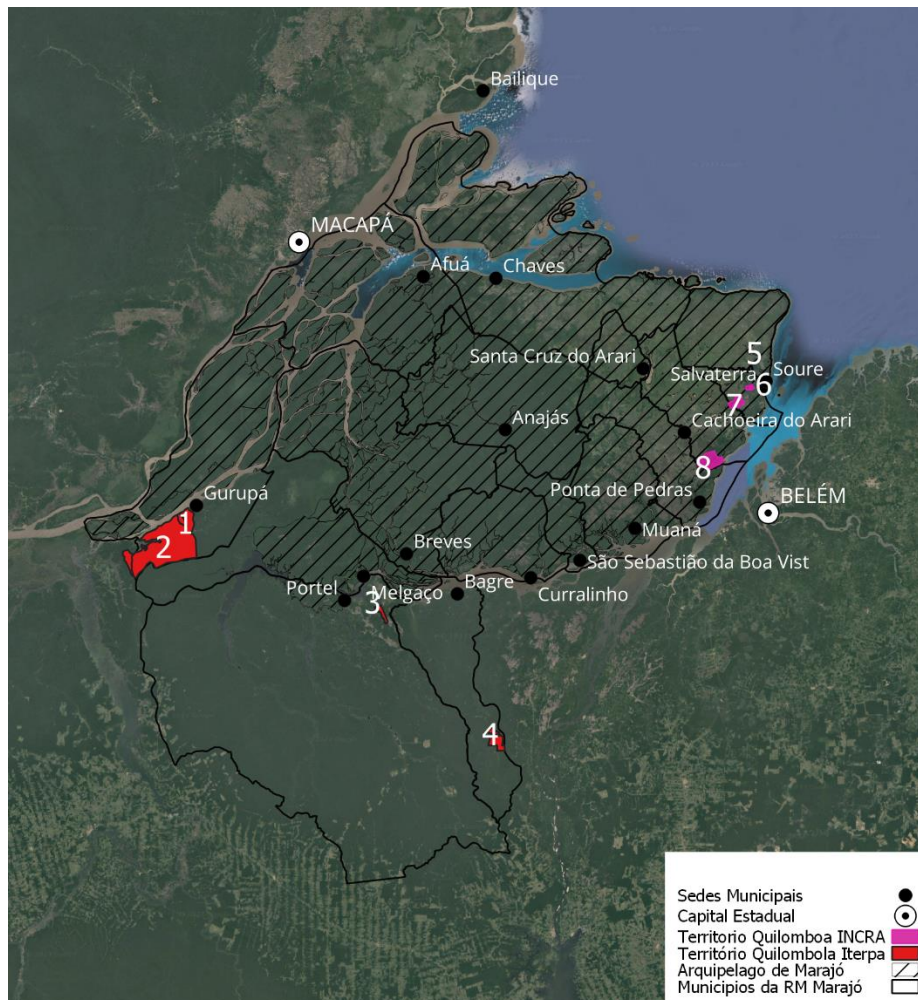 Bailique
MACAPÁ
Afuá
Chaves
Santa Cruz do Arari
5
Salvaterra
Soure
6
7
Anajás
Cachoeira do Arari
8
Gurupá
Ponta de Pedras
BELÉM
1
2
Muaná
Breves
São Sebastião da Boa Vist
Portel
Melgaço
Bagre
Curralinho
3
4
Sedes Municipais
Capital Estadual
Territorio Quilomboa INCRA
Território Quilombola Iterpa
Arquipelago de Marajó
Municipios da RM Marajó